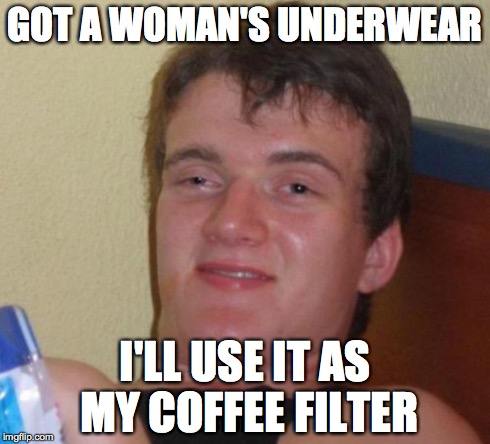 GOT A WOMAN'S UNDERWEAR
I'LL USE IT AS
MY COFFEE FILTER
imgflip.com